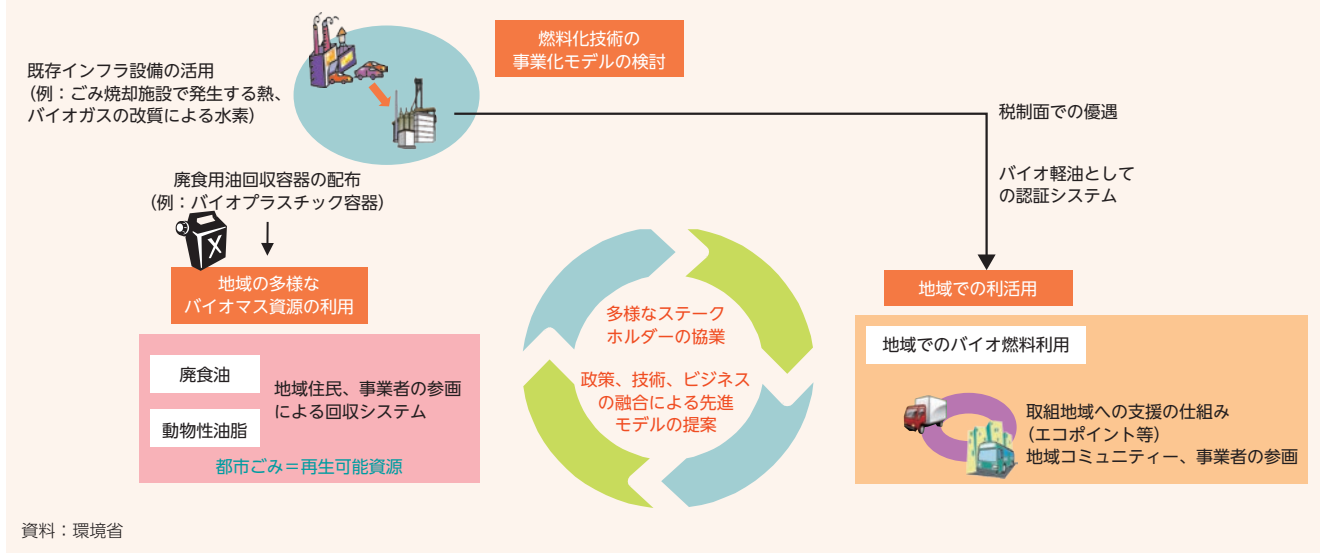 燃料化技術の
事業化モデルの検討
既存インフラ設備の活用
（例：ごみ焼却施設で発生する熱、
バイオガスの改質による水素）
税制面での優遇
バイオ軽油として
の認証システム
廃食用油回収容器の配布
（例：バイオプラスチック容器）
X
地域の多様な
バイオマス資源の利用
廃食油
動物性油脂
地域住民、事業者の参画
による回収システム
都市ごみ＝再生可能資源
多様なステーク
ホルダーの協業
政策、技術、ビジネス
の融合による先進
モデルの提案
地域での利活用
地域でのバイオ燃料利用
取組地域への支援の仕組み
（エコポイント等）
地域コミュニティー、事業者の参画
資料：環境省